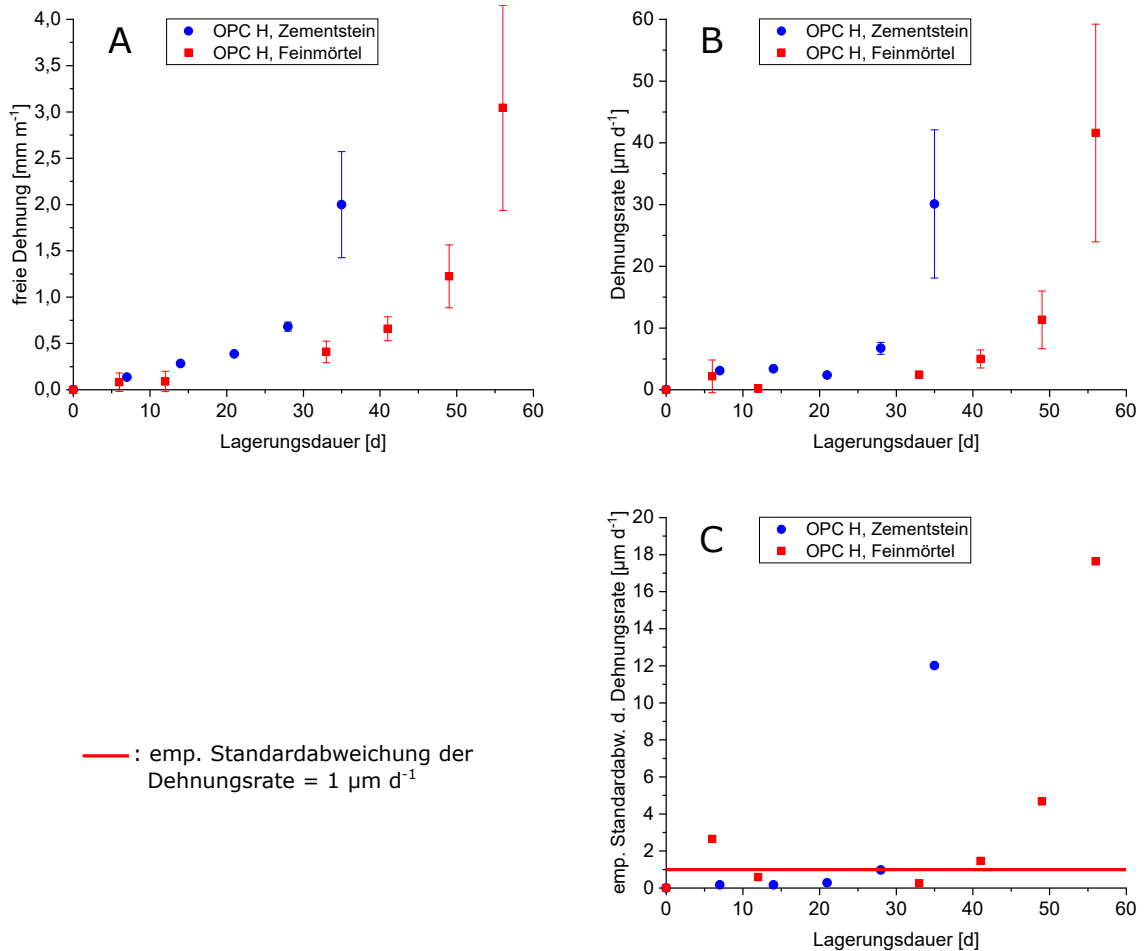 A
OPC H, Zementstein
OPC H, Feinmörtel
freie Dehnung [mm m⁻¹]
4,0
3,5
3,0
2,5
2,0
1,5
1,0
0,5
0,0
0 10 20 30 40 50 60
Lagerungsdauer [d]
B
OPC H, Zementstein
OPC H, Feinmörtel
Dehnungsrate [µm d⁻¹]
60
50
40
30
20
10
0
0 10 20 30 40 50 60
Lagerungsdauer [d]
: emp. Standardabweichung der
Dehnungsrate = 1 µm d⁻¹
C
OPC H, Zementstein
OPC H, Feinmörtel
emp. Standardabw. d. Dehnungsrate [µm d⁻¹]
20
18
16
14
12
10
8
6
4
2
0
0 10 20 30 40 50 60
Lagerungsdauer [d]